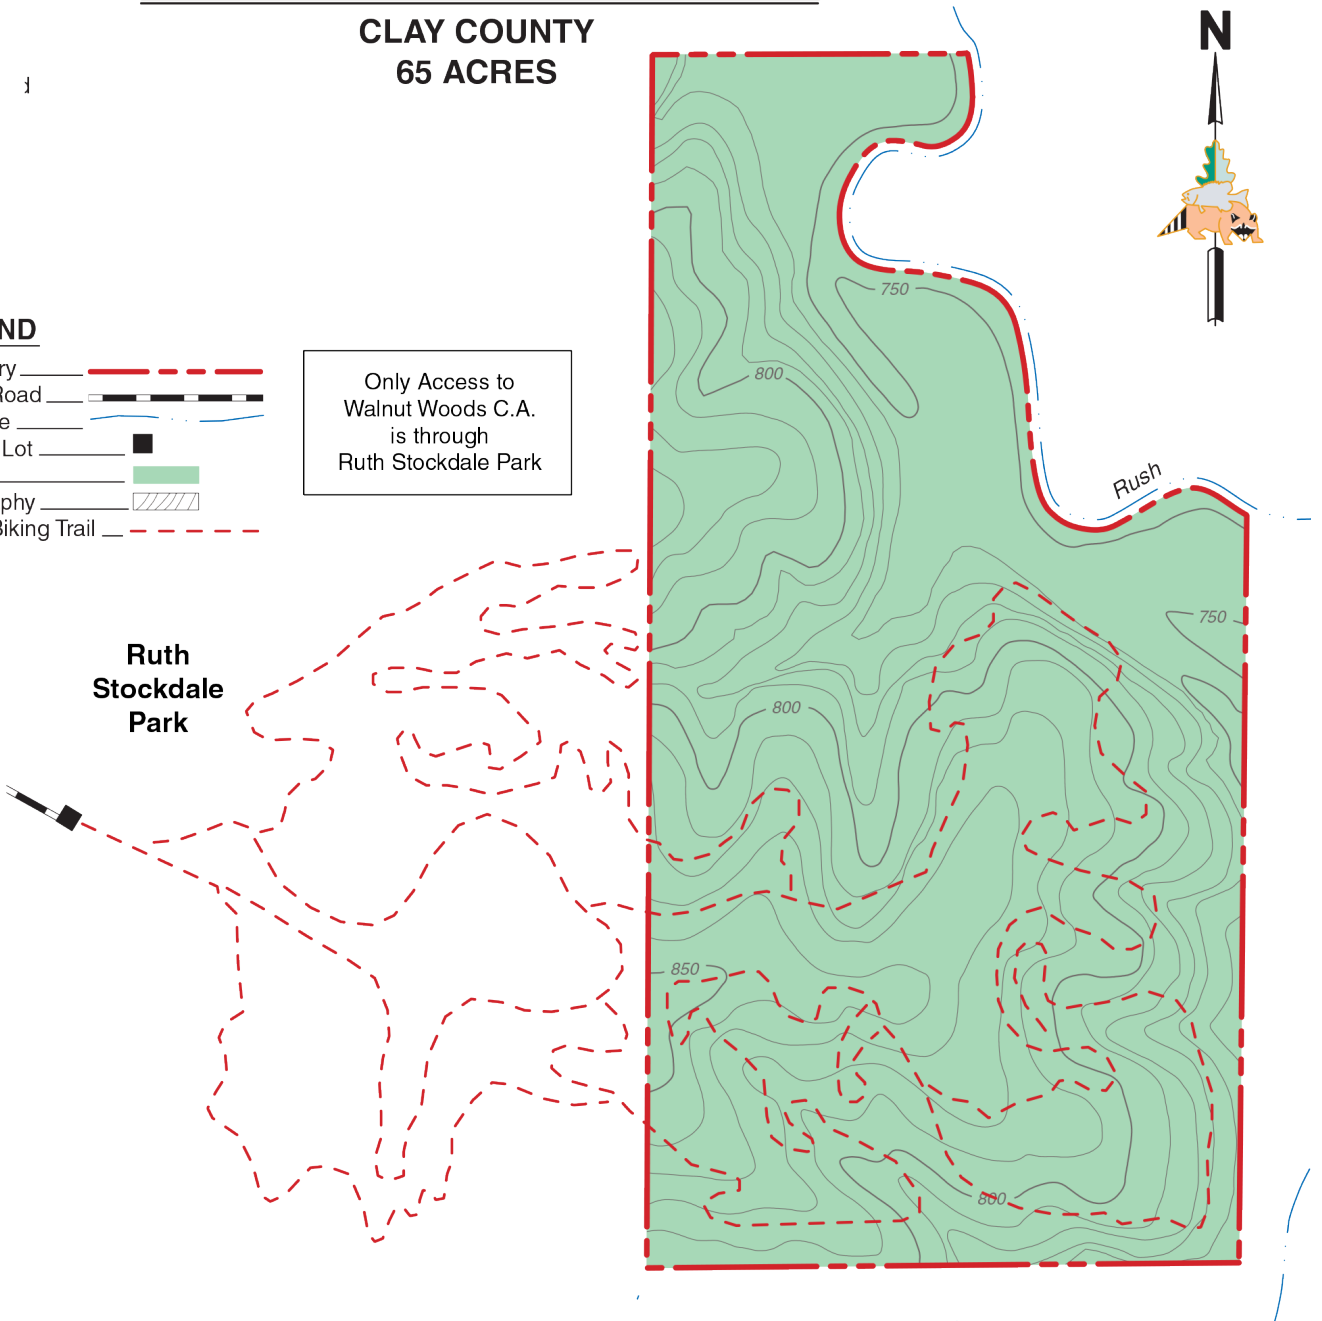 CLAY COUNTY
65 ACRES
N
ND
ry
Road
e
Lot
phy
Biking Trail
Only Access to
Walnut Woods C.A.
is through
Ruth Stockdale Park
Ruth
Stockdale
Park
750
800
Rush
750
800
850
800